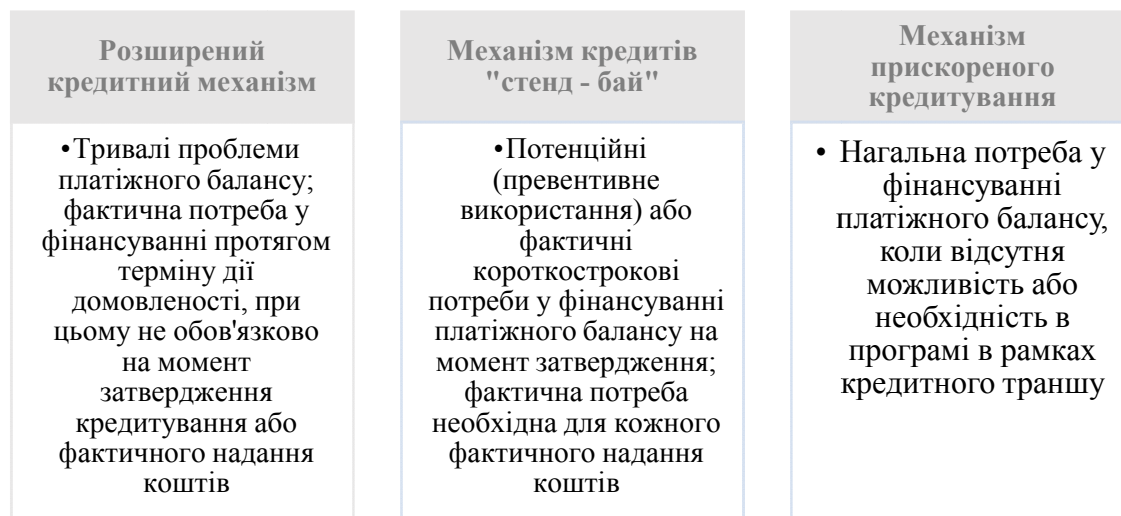 Розширений
кредитний механізм
•Тривалі проблеми
платіжного балансу;
фактична потреба у
фінансуванні протягом
терміну дії
домовленості, при
цьому не обов'язково
на момент
затвердження
кредитування або
фактичного надання
коштів
Механізм кредитів
"стенд - бай"
•Потенційні
(превентивне
використання) або
фактичні
короткострокові
потреби у фінансуванні
платіжного балансу на
момент затвердження;
фактична потреба
необхідна для кожного
фактичного надання
коштів
Механізм
прискореного
кредитування
• Нагальна потреба у
фінансуванні
платіжного балансу,
коли відсутня
можливість або
необхідність в
програмі в рамках
кредитного траншу